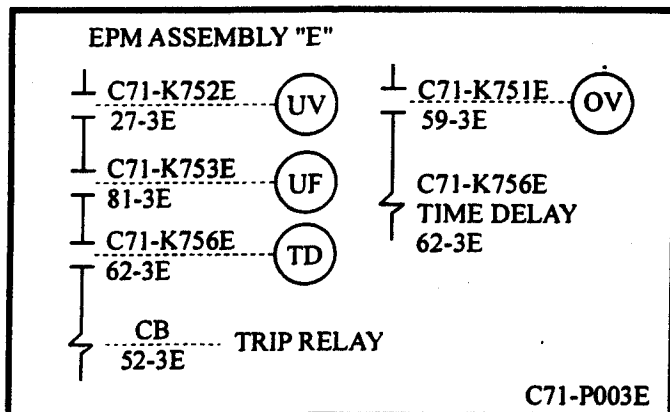 EPM ASSEMBLY "E"
C71-K752E
27-3E
UV
C71-K753E
81-3E
UF
C71-K756E
62-3E
TD
CB
52-3E
TRIP RELAY
C71-K751E
59-3E
OV
C71-K756E
TIME DELAY
62-3E
C71-P003E